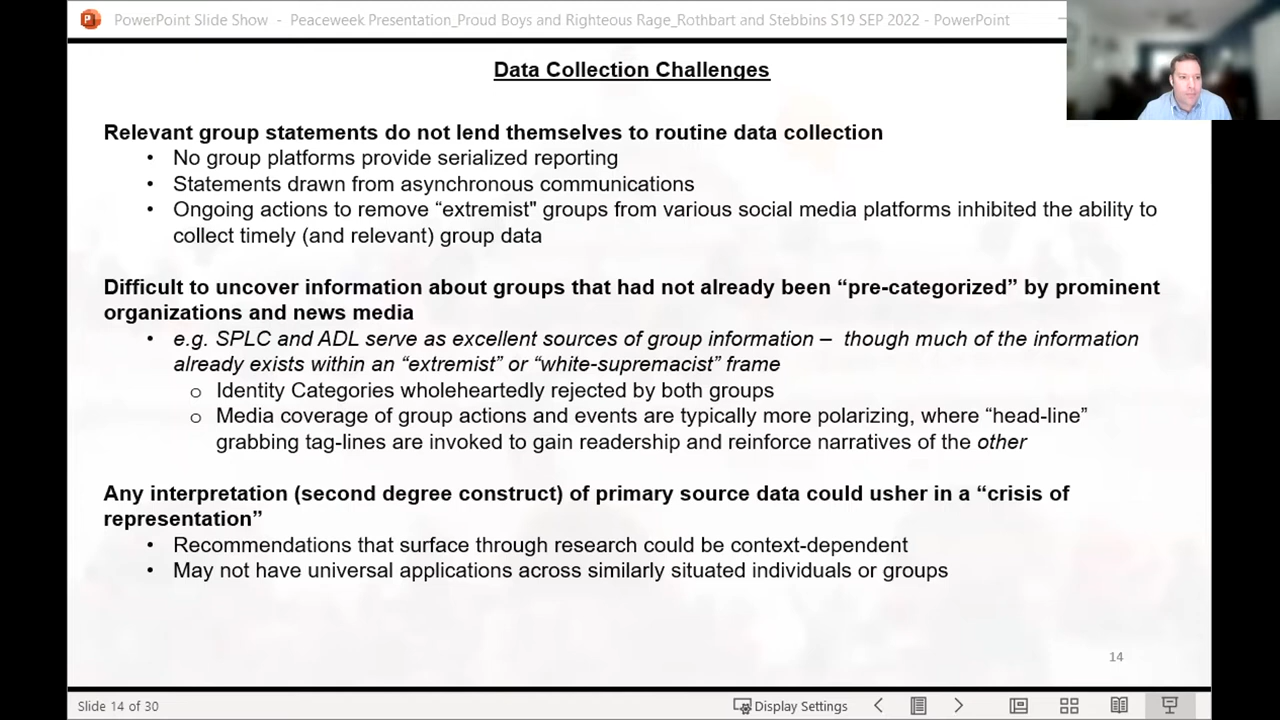 PowerPoint Slide Show - Peaceweek Presentation_Proud Boys and Righteous Rage_Rothbart and Stebbins S19 SEP 2022 - PowerPoint
Data Collection Challenges
Relevant group statements do not lend themselves to routine data collection
• No group platforms provide serialized reporting
• Statements drawn from asynchronous communications
• Ongoing actions to remove “extremist" groups from various social media platforms inhibited the ability to
collect timely (and relevant) group data
Difficult to uncover information about groups that had not already been “pre-categorized” by prominent
organizations and news media
• e.g. SPLC and ADL serve as excellent sources of group information – though much of the information
already exists within an “extremist” or “white-supremacist” frame
o Identity Categories wholeheartedly rejected by both groups
o Media coverage of group actions and events are typically more polarizing, where “head-line”
grabbing tag-lines are invoked to gain readership and reinforce narratives of the other
Any interpretation (second degree construct) of primary source data could usher in a “crisis of
representation”
• Recommendations that surface through research could be context-dependent
• May not have universal applications across similarly situated individuals or groups
14
Slide 14 of 30
Display Settings